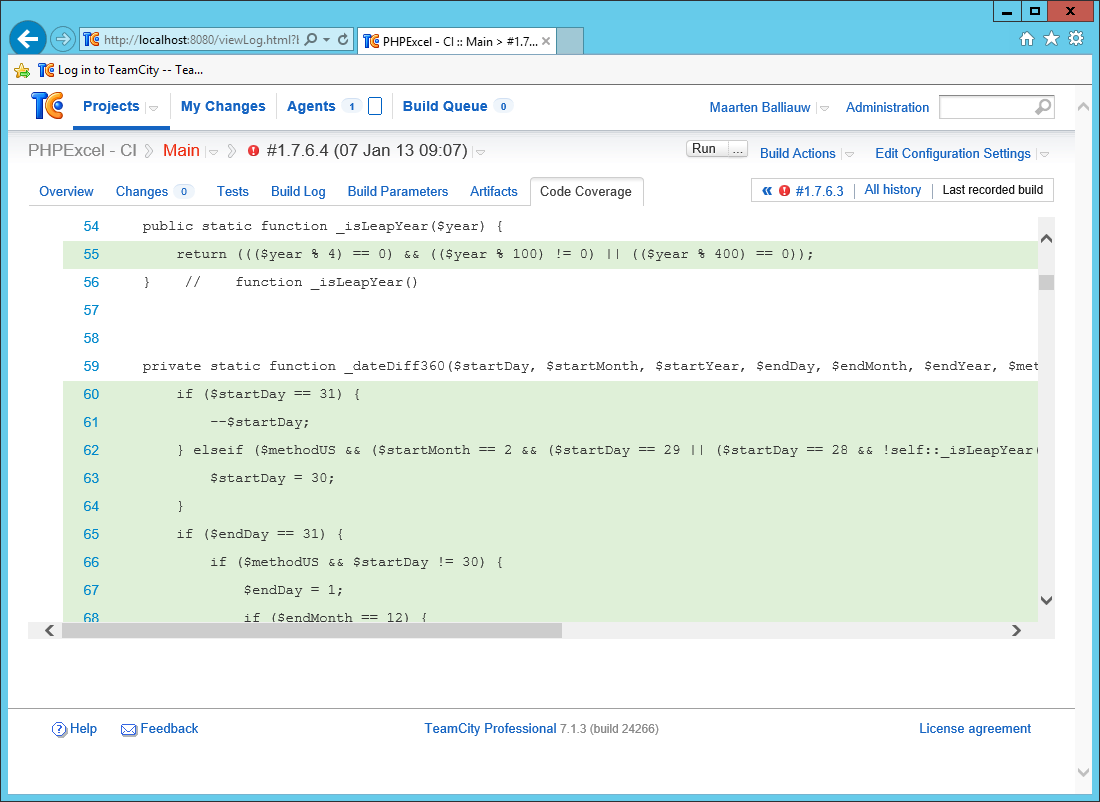 http://localhost:8080/viewLog.html?b
PHPExcel - CI :: Main > #1.7...
Log in to TeamCity -- Tea...
TC Projects My Changes Agents 1 Build Queue 0 Maarten Balliauw Administration
PHPExcel - CI Main #1.7.6.4 (07 Jan 13 09:07) Run ... Build Actions Edit Configuration Settings
Overview Changes 0 Tests Build Log Build Parameters Artifacts Code Coverage « #1.7.6.3 All history Last recorded build
54 public static function _isLeapYear($year) {
55 return ((($year % 4) == 0) && (($year % 100) != 0) || (($year % 400) == 0));
56 } // function _isLeapYear()
57
58
59 private static function _dateDiff360($startDay, $startMonth, $startYear, $endDay, $endMonth, $endYear, $met
60 if ($startDay == 31) {
61 --$startDay;
62 } elseif ($methodUS && ($startMonth == 2 && ($startDay == 29 || ($startDay == 28 && !self::_isLeapYear(
63 $startDay = 30;
64 }
65 if ($endDay == 31) {
66 if ($methodUS && $startDay != 30) {
67 $endDay = 1;
68 if ($endMonth == 12) {
Help Feedback TeamCity Professional 7.1.3 (build 24266) License agreement